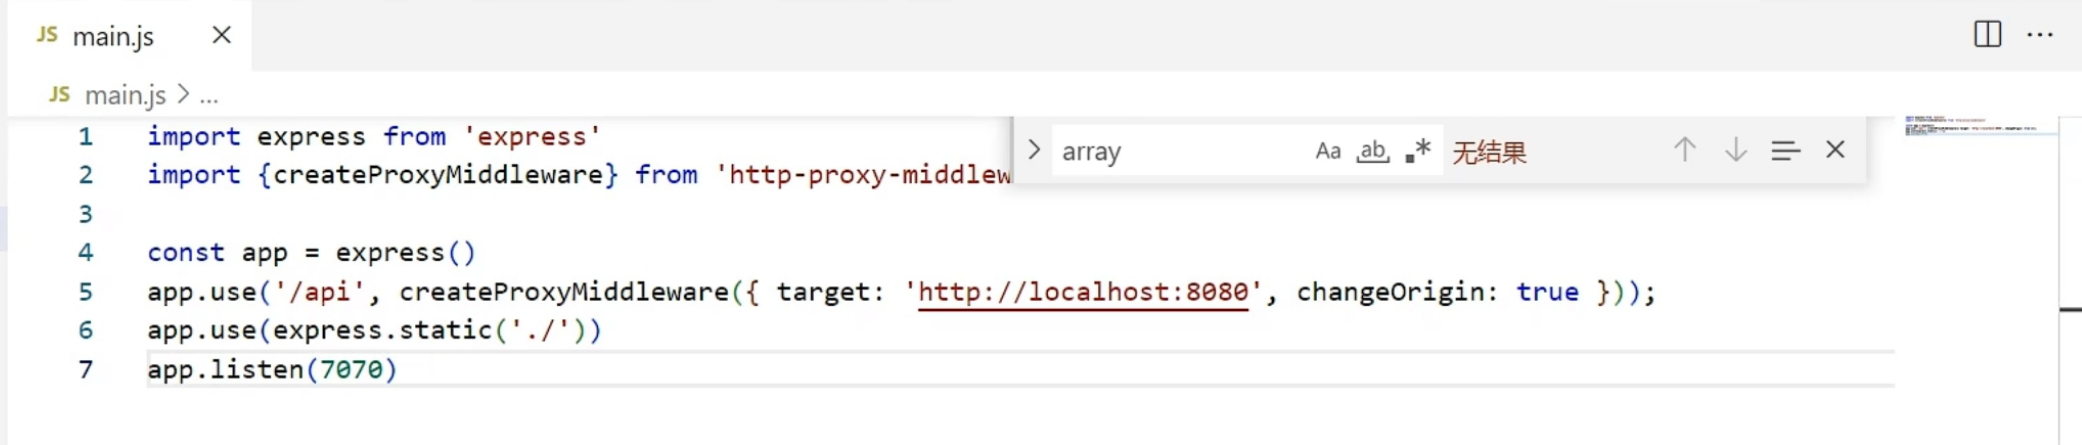 JS main.js
JS main.js > ...
1 import express from 'express'
2 import {createProxyMiddleware} from 'http-proxy-middlew
array Aa ab .* 无结果
3
4 const app = express()
5 app.use('/api', createProxyMiddleware({ target: 'http://localhost:8080', changeOrigin: true }));
6 app.use(express.static('./'))
7 app.listen(7070)